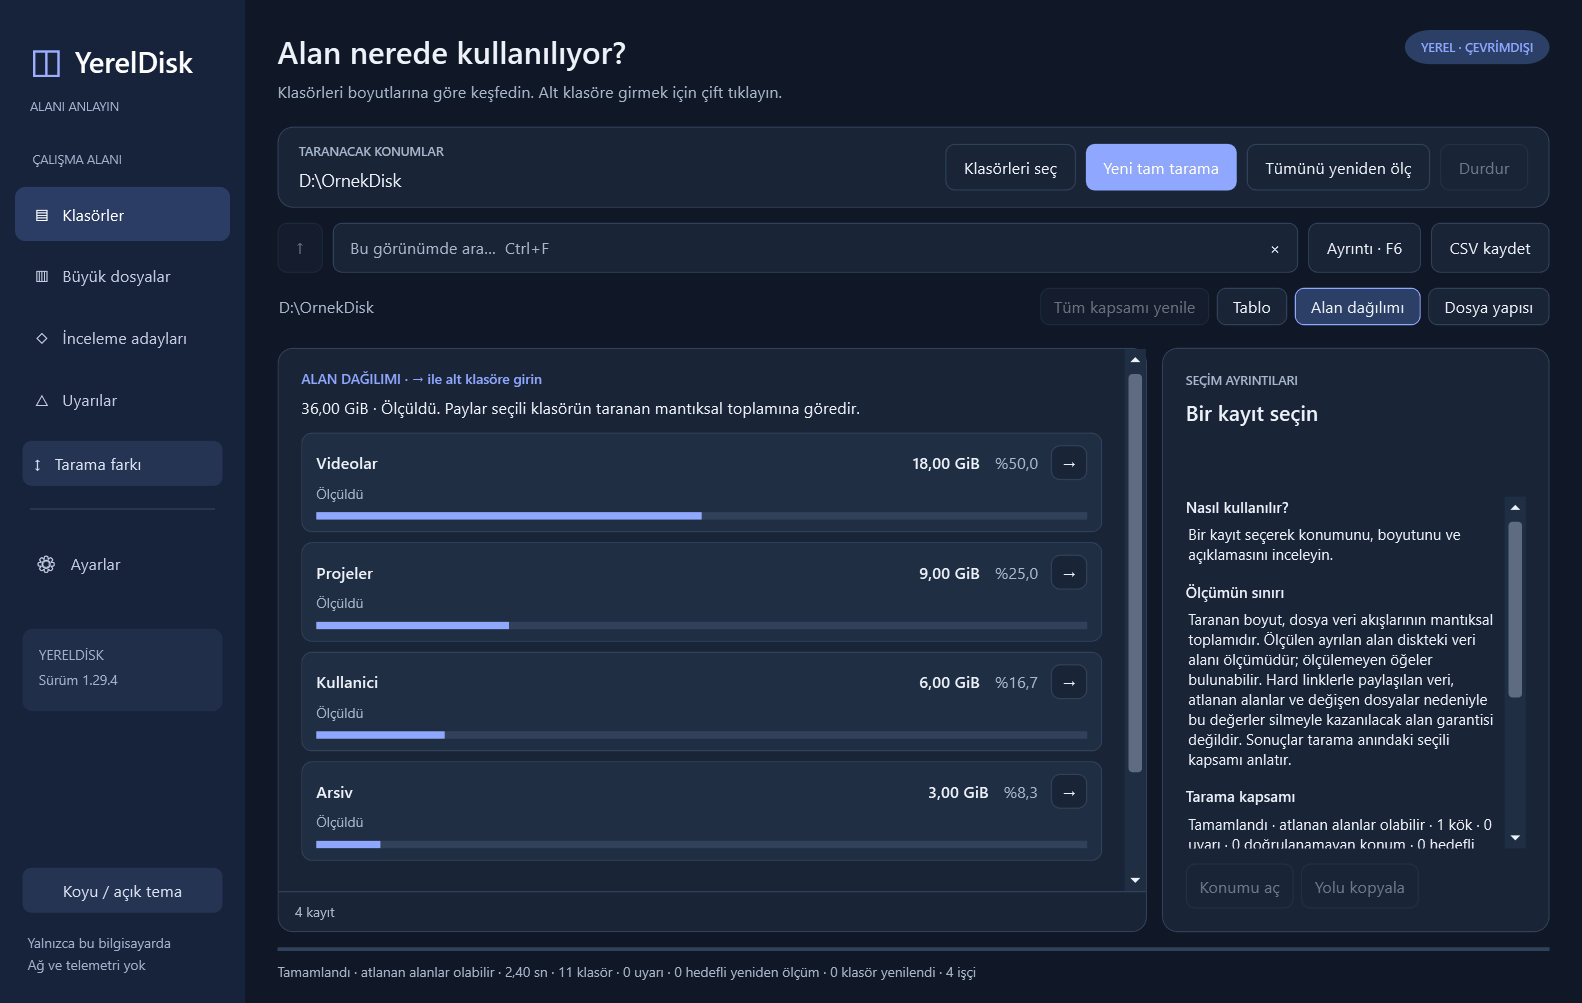 YerelDisk
ALANI ANLAYIN
ÇALIŞMA ALANI
Klasörler
Büyük dosyalar
İnceleme adayları
Uyarılar
Tarama farkı
Ayarlar
YERELDİSK
Sürüm 1.29.4
Koyu / açık tema
Yalnızca bu bilgisayarda
Ağ ve telemetri yok
Alan nerede kullanılıyor?
YEREL · ÇEVRİMDIŞI
Klasörleri boyutlarına göre keşfedin. Alt klasöre girmek için çift tıklayın.
TARANACAK KONUMLAR
D:\OrnekDisk
Klasörleri seç
Yeni tam tarama
Tümünü yeniden ölç
Durdur
↑
Bu görünümde ara... Ctrl+F
×
Ayrıntı · F6
CSV kaydet
D:\OrnekDisk
Tüm kapsamı yenile
Tablo
Alan dağılımı
Dosya yapısı
ALAN DAĞILIMI · → ile alt klasöre girin
36,00 GiB · Ölçüldü. Paylar seçili klasörün taranan mantıksal toplamına göredir.
Videolar 18,00 GiB %50,0 →
Ölçüldü
Projeler 9,00 GiB %25,0 →
Ölçüldü
Kullanici 6,00 GiB %16,7 →
Ölçüldü
Arsiv 3,00 GiB %8,3 →
Ölçüldü
4 kayıt
SEÇİM AYRINTILARI
Bir kayıt seçin
Nasıl kullanılır?
Bir kayıt seçerek konumunu, boyutunu ve
açıklamasını inceleyin.
Ölçümün sınırı
Taranan boyut, dosya veri akışlarının mantıksal
toplamıdır. Ölçülen ayrılan alan diskteki veri
alanı ölçümüdür; ölçülemeyen öğeler
bulunabilir. Hard linklerle paylaşılan veri,
atlanan alanlar ve değişen dosyalar nedeniyle
bu değerler silmeyle kazanılacak alan garantisi
değildir. Sonuçlar tarama anındaki seçili
kapsamı anlatır.
Tarama kapsamı
Tamamlandı · atlanan alanlar olabilir · 1 kök · 0
uyarı · 0 doğrulanamayan konum · 0 hedefli
Konumu aç
Yolu kopyala
Tamamlandı · atlanan alanlar olabilir · 2,40 sn · 11 klasör · 0 uyarı · 0 hedefli yeniden ölçüm · 0 klasör yenilendi · 4 işçi